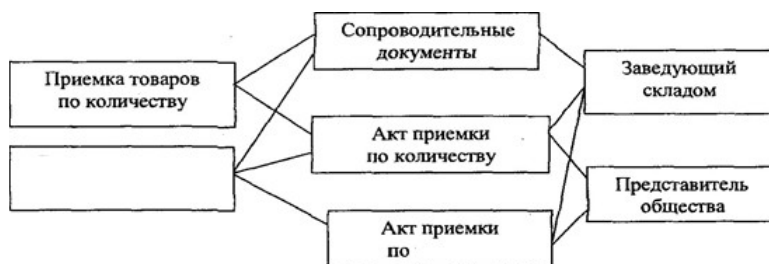 Сопроводительные
документы
Приемка товаров
по количеству
Заведующий
складом
Акт приемки
по количеству
Представитель
общества
Акт приемки
по